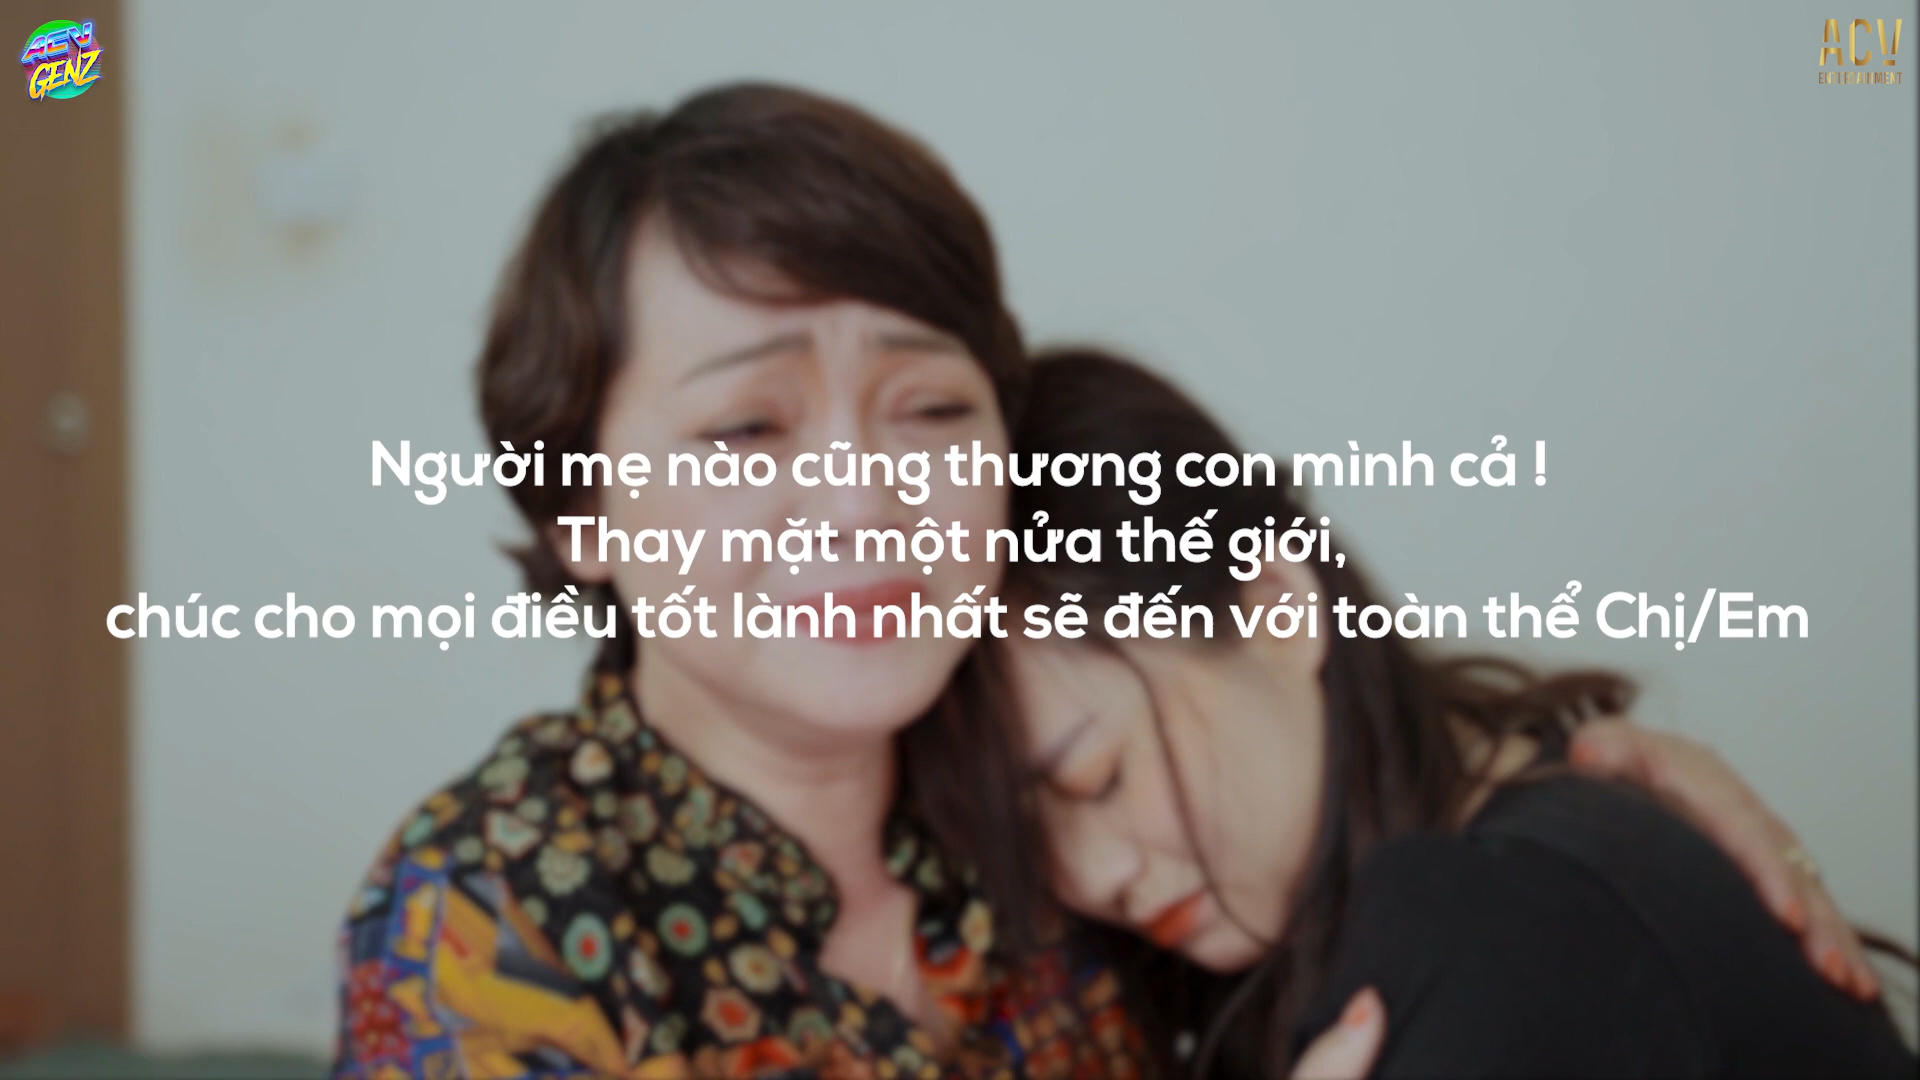 ACV
GENZ
ACV
ENTERTAINMENT
Người mẹ nào cũng thương con mình cả !
Thay mặt một nửa thế giới,
chúc cho mọi điều tốt lành nhất sẽ đến với toàn thể Chị/Em